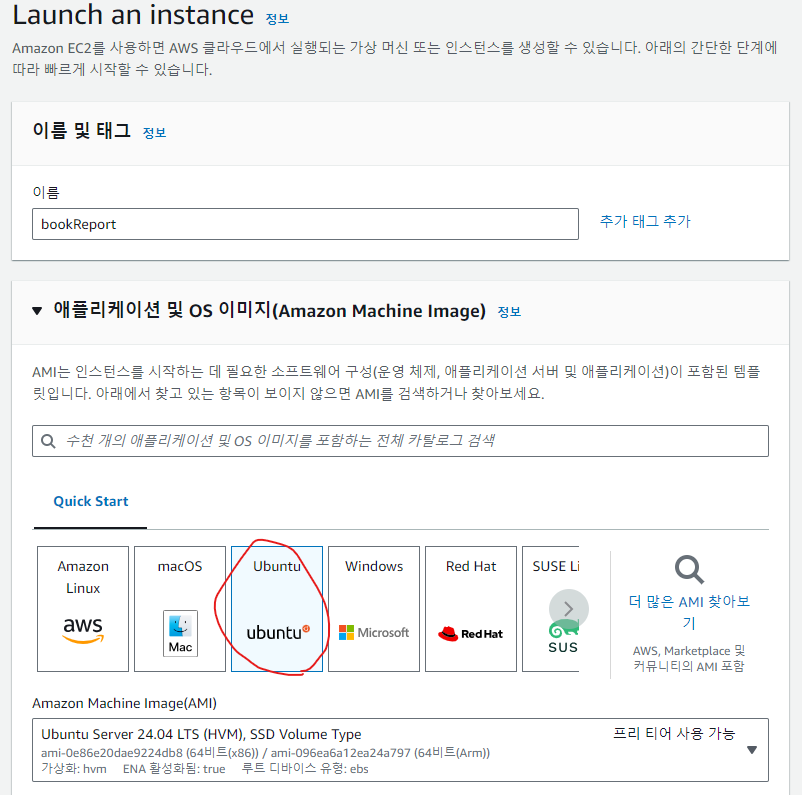 Launch an instance 정보
Amazon EC2를 사용하면 AWS 클라우드에서 실행되는 가상 머신 또는 인스턴스를 생성할 수 있습니다. 아래의 간단한 단계에
따라 빠르게 시작할 수 있습니다.
이름 및 태그 정보
이름
bookReport
추가 태그 추가
애플리케이션 및 OS 이미지(Amazon Machine Image) 정보
AMI는 인스턴스를 시작하는 데 필요한 소프트웨어 구성(운영 체제, 애플리케이션 서버 및 애플리케이션)이 포함된 템플
릿입니다. 아래에서 찾고 있는 항목이 보이지 않으면 AMI를 검색하거나 찾아보세요.
수천 개의 애플리케이션 및 OS 이미지를 포함하는 전체 카탈로그 검색
Quick Start
Amazon
Linux
aws
macOS
Mac
Ubuntu
ubuntu
Windows
Microsoft
Red Hat
Red Hat
SUSE Li
SUS
더 많은 AMI 찾아보
기
AWS, Marketplace 및
커뮤니티의 AMI 포함
Amazon Machine Image(AMI)
Ubuntu Server 24.04 LTS (HVM), SSD Volume Type
프리 티어 사용 가능
ami-0e86e20dae9224db8 (64비트(x86)) / ami-096ea6a12ea24a797 (64비트(Arm))
가상화: hvm ENA 활성화됨: true 루트 디바이스 유형: ebs